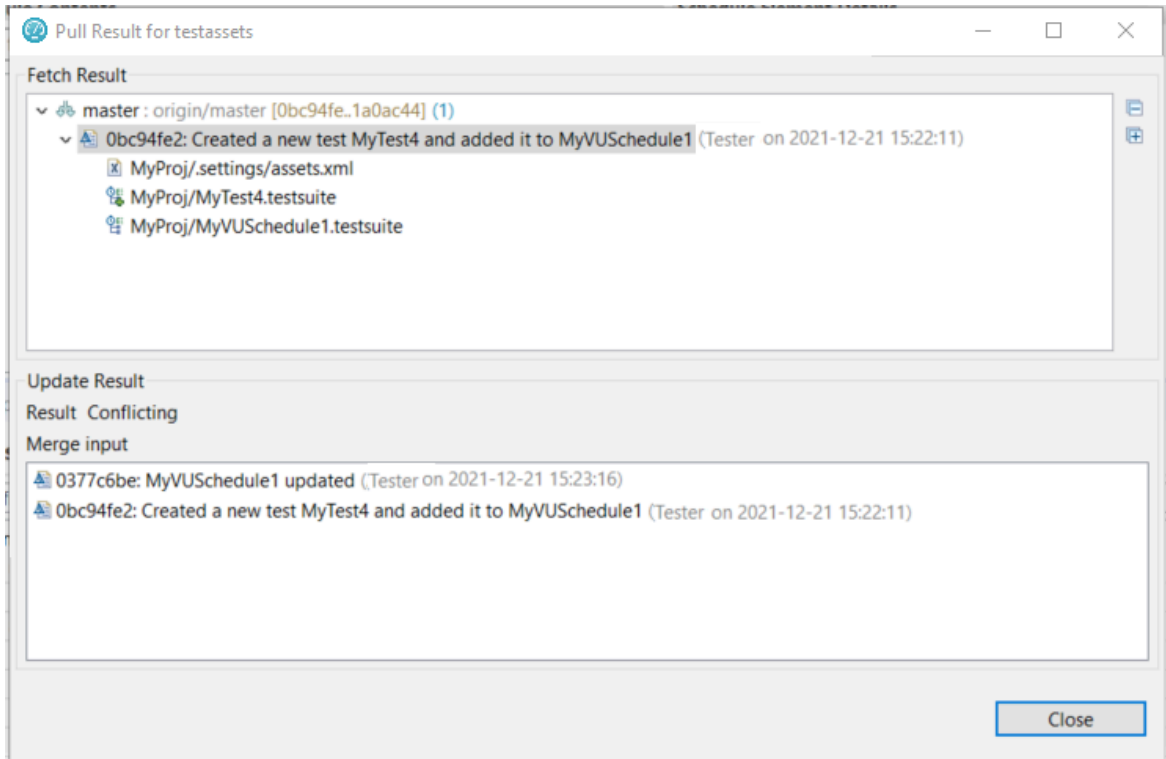 Pull Result for testassets
Fetch Result
master : origin/master [0bc94fe..1a0ac44] (1)
0bc94fe2: Created a new test MyTest4 and added it to MyVUSchedule1 (Tester on 2021-12-21 15:22:11)
MyProj/.settings/assets.xml
MyProj/MyTest4.testsuite
MyProj/MyVUSchedule1.testsuite
Update Result
Result Conflicting
Merge input
0377c6be: MyVUSchedule1 updated (Tester on 2021-12-21 15:23:16)
0bc94fe2: Created a new test MyTest4 and added it to MyVUSchedule1 (Tester on 2021-12-21 15:22:11)
Close